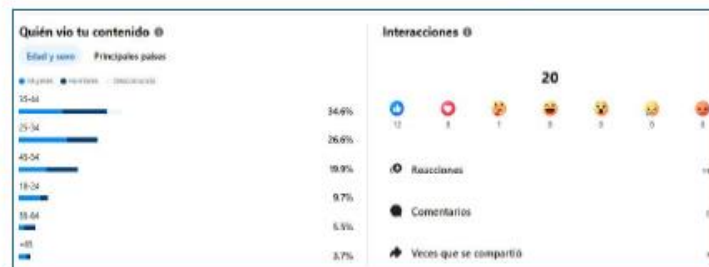 Quién vio tu contenido
Edad y sexo Principales países
Mujeres Hombres Desconocido
35-44
34.6%
25-34
26.6%
45-54
19.9%
18-24
9.7%
55-64
5.5%
+65
3.7%
Interacciones
20
12
1
Reacciones
Comentarios
Veces que se compartió